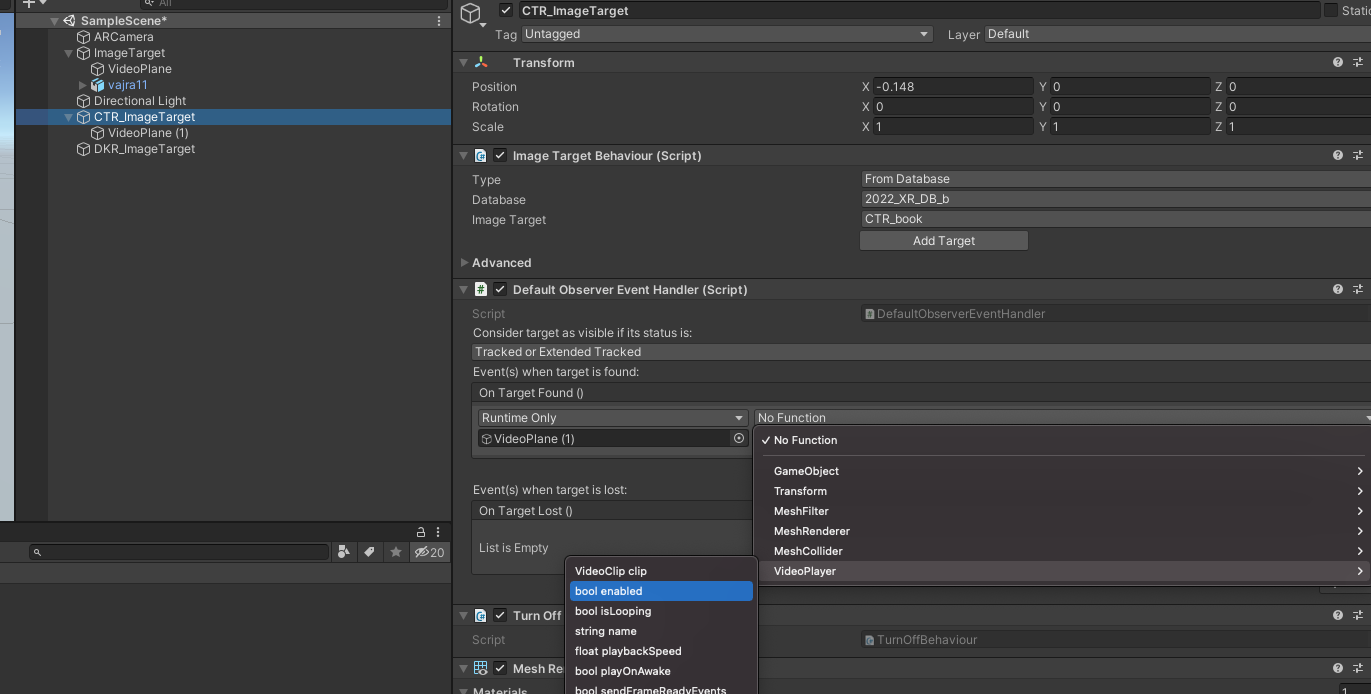 All
SampleScene*
ARCamera
ImageTarget
VideoPlane
vajra11
Directional Light
CTR_ImageTarget
VideoPlane (1)
DKR_ImageTarget
20
CTR_ImageTarget
Static
Tag Untagged Layer Default
Transform
Position X -0.148 Y 0 Z 0
Rotation X 0 Y 0 Z 0
Scale X 1 Y 1 Z 1
Image Target Behaviour (Script)
Type From Database
Database 2022_XR_DB_b
Image Target CTR_book
Add Target
Advanced
# Default Observer Event Handler (Script)
Script # DefaultObserverEventHandler
Consider target as visible if its status is:
Tracked or Extended Tracked
Event(s) when target is found:
On Target Found ()
Runtime Only No Function
VideoPlane (1)
✓ No Function
GameObject
Transform
MeshFilter
MeshRenderer
MeshCollider
VideoPlayer
Event(s) when target is lost:
On Target Lost ()
List is Empty
VideoClip clip
bool enabled
bool isLooping
string name
float playbackSpeed
bool playOnAwake
bool sendFrameReadyEvents
Turn Off
Script TurnOffBehaviour
Mesh Re
Materials 1